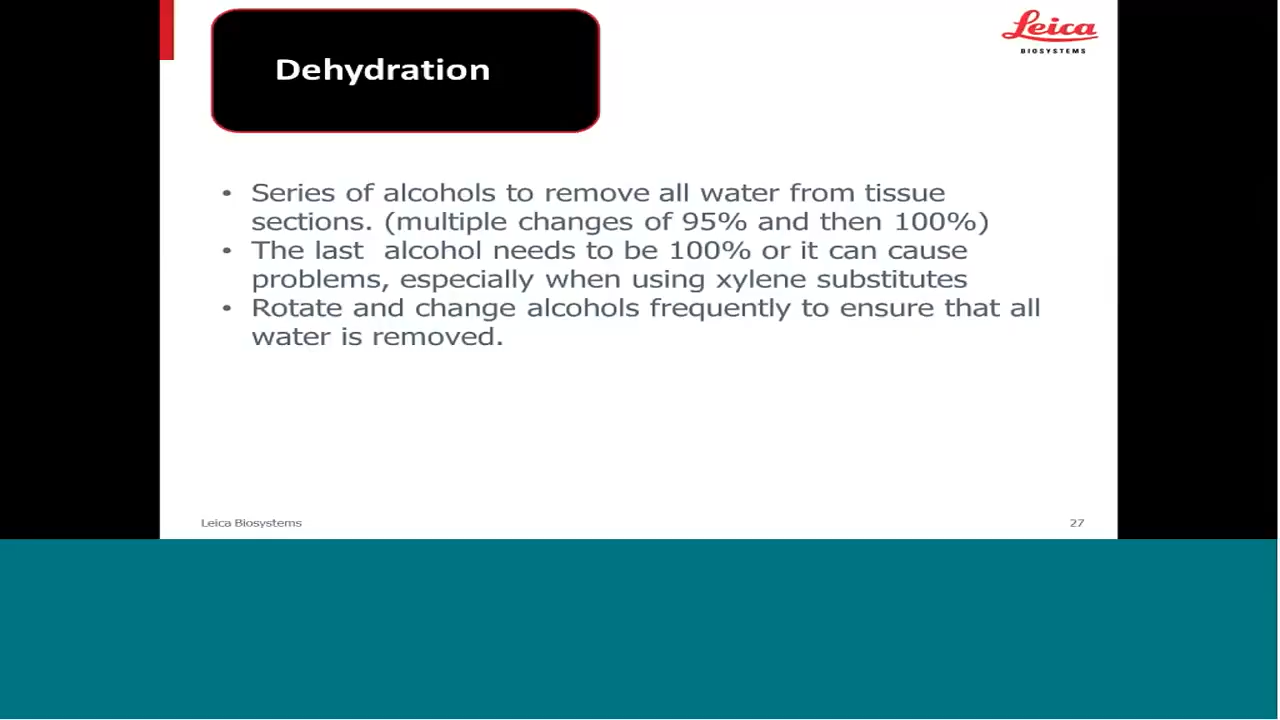 Dehydration
Leica
BIOSYSTEMS
• Series of alcohols to remove all water from tissue
sections. (multiple changes of 95% and then 100%)
• The last  alcohol needs to be 100% or it can cause
problems, especially when using xylene substitutes
• Rotate and change alcohols frequently to ensure that all
water is removed.
Leica Biosystems
27